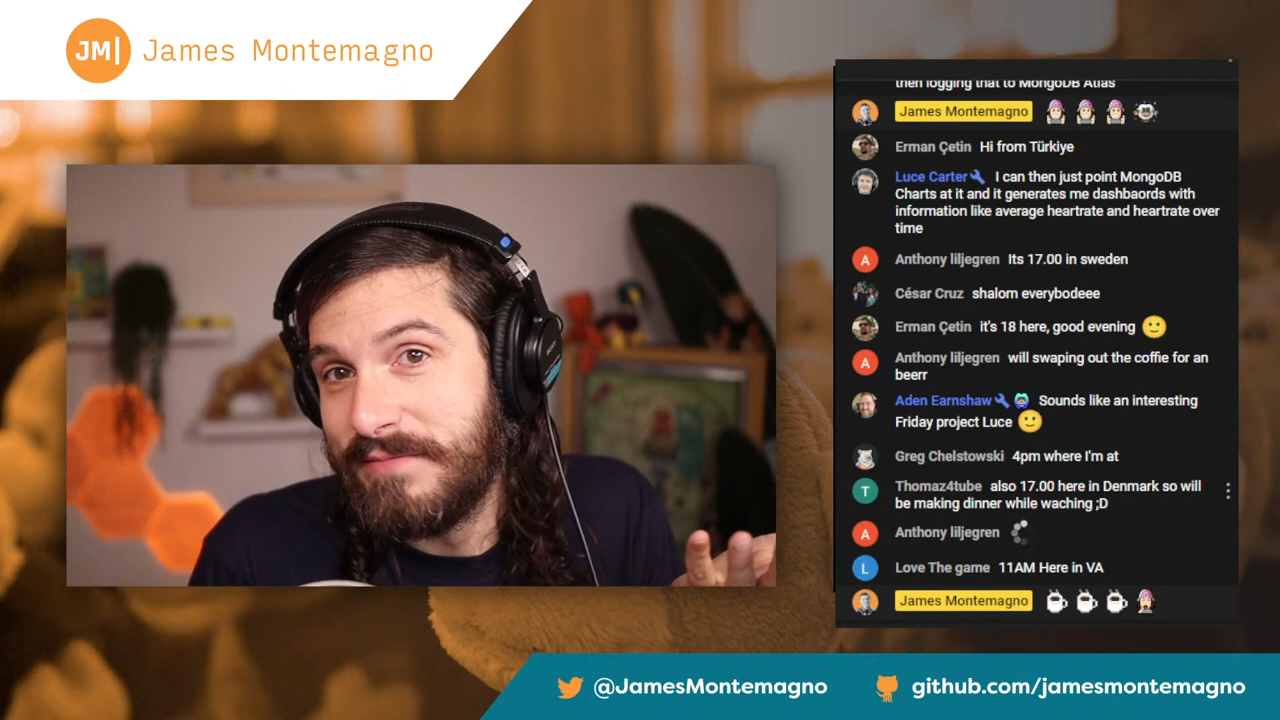 JM| James Montemagno
then logging that to MongoDB Atlas
James Montemagno
Erman Çetin Hi from Türkiye
Luce Carter I can then just point MongoDB
Charts at it and it generates me dashbaords with
information like average heartrate and heartrate over
time
Anthony liljegren Its 17.00 in sweden
César Cruz shalom everybodeee
Erman Çetin it's 18 here, good evening 🙂
A Anthony liljegren will swaping out the coffie for an
beerr
Aden Earnshaw Sounds like an interesting
Friday project Luce 🙂
Greg Chelstowski 4pm where I'm at
T Thomaz4tube also 17.00 here in Denmark so will
be making dinner while waching ;D
A Anthony liljegren
L Love The game 11AM Here in VA
James Montemagno ☕ ☕ ☕
@JamesMontemagno
github.com/jamesmontemagno